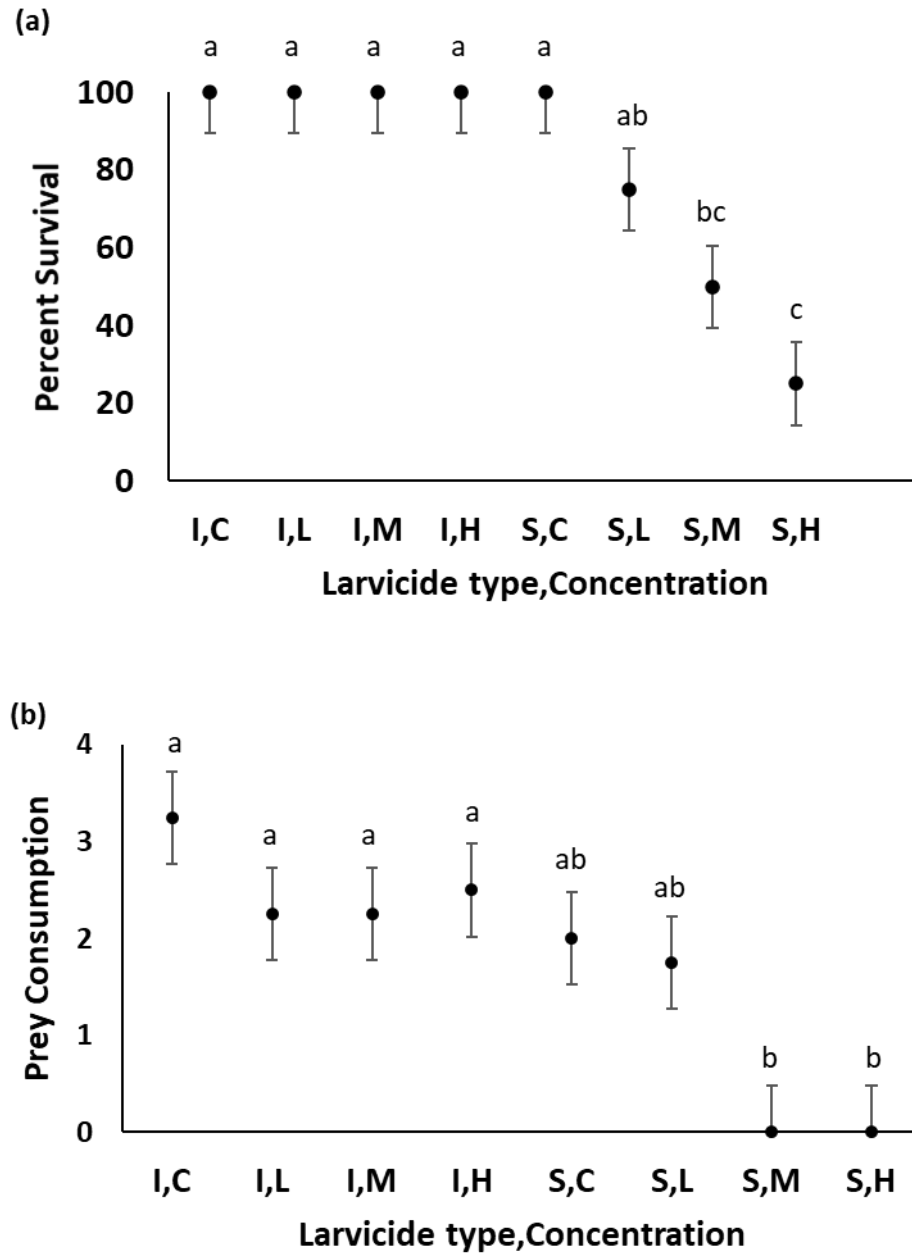 (a)
a a a a a
ab
bc
c
100
80
60
40
20
0
Percent Survival
I,C I,L I,M I,H S,C S,L S,M S,H
Larvicide type,Concentration
(b)
a
a a a
ab ab
b b
4
3
2
1
0
Prey Consumption
I,C I,L I,M I,H S,C S,L S,M S,H
Larvicide type,Concentration